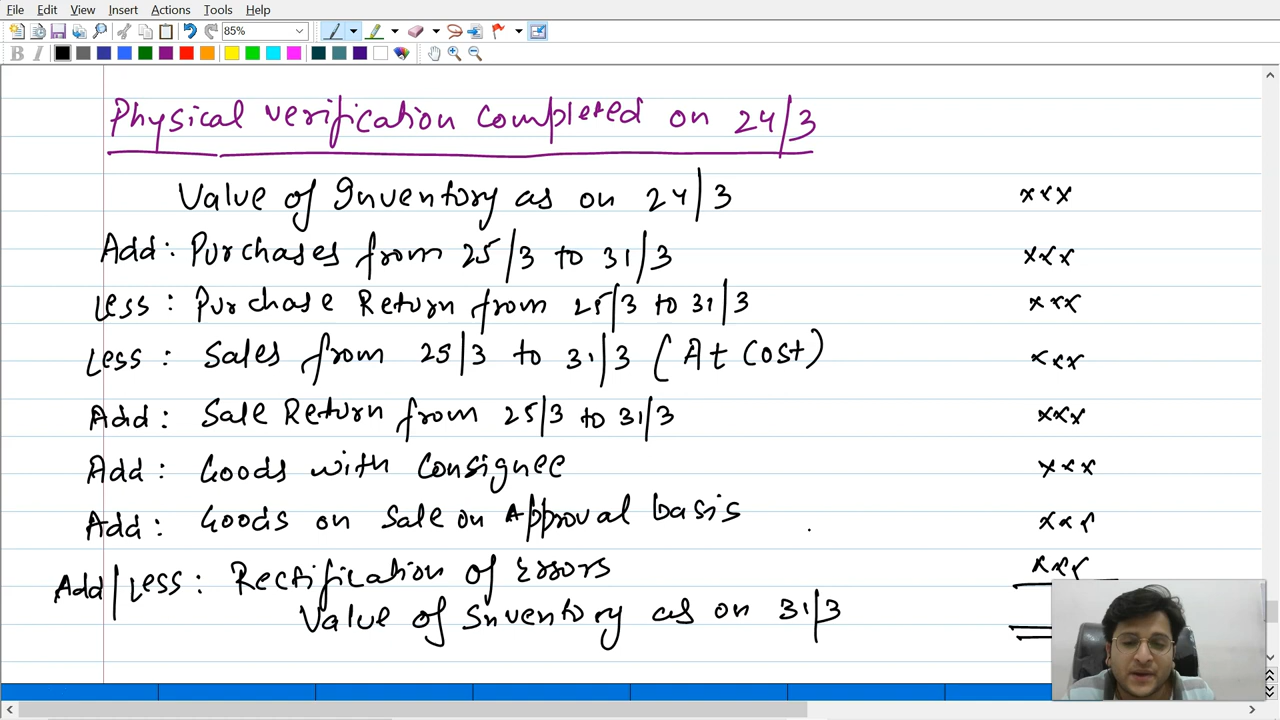 File Edit View Insert Actions Tools Help
85%
B I
Physical verification completed on 24/3
Value of Inventory as on 24/3 xxx
Add: Purchases from 25/3 to 31/3 xxx
Less: Purchase Return from 25/3 to 31/3 xxx
Less: Sales from 25/3 to 31/3 (At Cost) xxx
Add: Sale Return from 25/3 to 31/3 xxx
Add: Goods with Consignee xxx
Add: Goods on Sale on Approval basis xxx
Add/Less: Rectification of Errors xxx
Value of Inventory as on 31/3